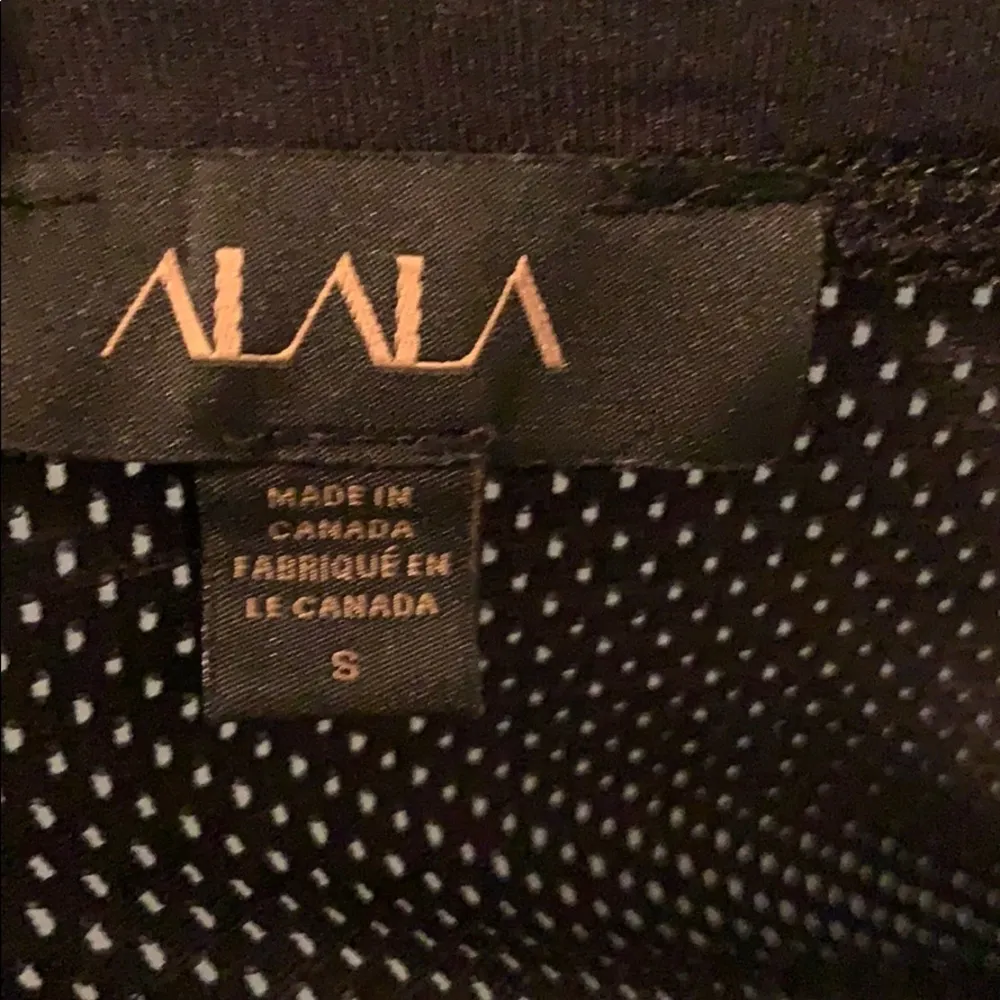 ALALA
MADE IN
CANADA
FABRIQUÉ EN
LE CANADA
S